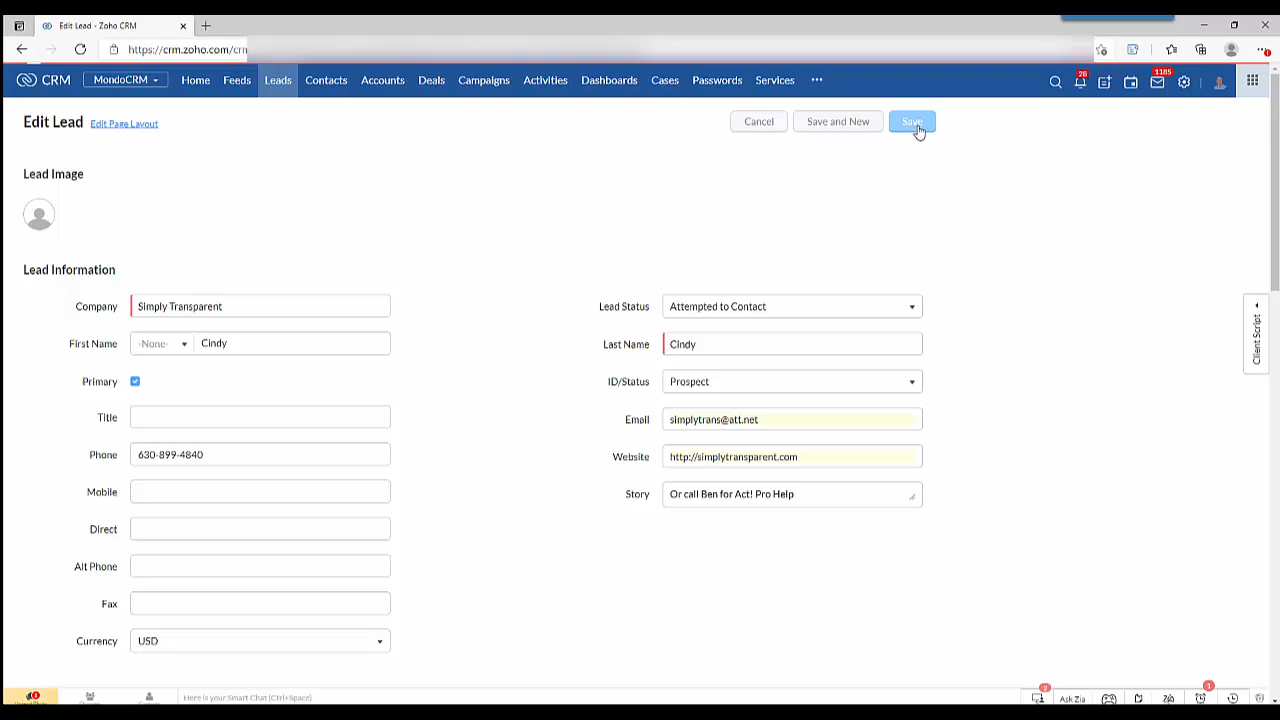 Edit Lead - Zoho CRM
https://crm.zoho.com/crm
CRM MondoCRM Home Feeds Leads Contacts Accounts Deals Campaigns Activities Dashboards Cases Passwords Services ••• 28 1185
Edit Lead Edit Page Layout Cancel Save and New Save
Lead Image
Lead Information
Company Simply Transparent Lead Status Attempted to Contact
First Name -None- Cindy Last Name Cindy
Primary ID/Status Prospect
Title Email simplytrans@att.net
Phone 630-899-4840 Website http://simplytransparent.com
Mobile Story Or call Ben for Act! Pro Help
Direct
Alt Phone
Fax
Currency USD
Client Script
Here is your Smart Chat (Ctrl+Space) 2 Ask Zia 1